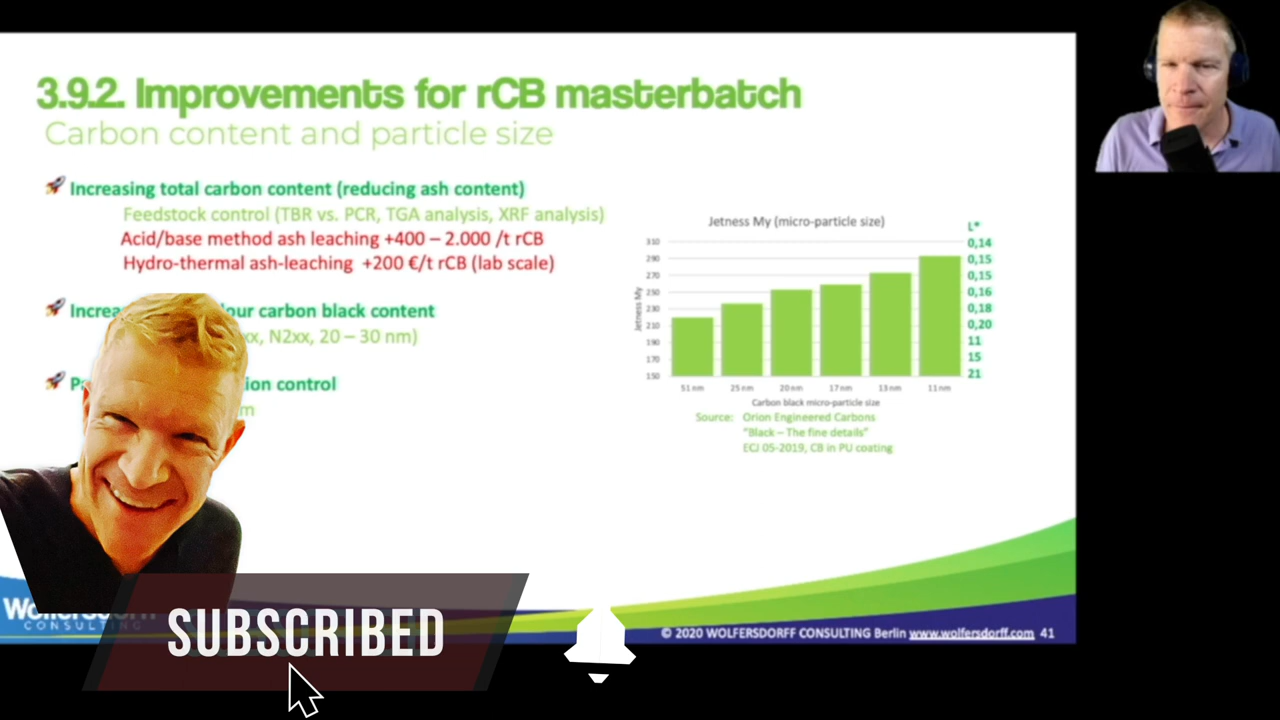 3.9.2. Improvements for rCB masterbatch
Carbon content and particle size
Increasing total carbon content (reducing ash content)
Feedstock control (TBR vs. PCR, TGA analysis, XRF analysis)
Acid/base method ash leaching +400 – 2.000 /t rCB
Hydro-thermal ash-leaching +200 €/t rCB (lab scale)
carbon black content
N2xx, 20 – 30 nm)
control
Jetness My (micro-particle size)
L*
310
290
270
250
230
210
190
170
150
Jetness My
0,14
0,15
0,15
0,16
0,18
0,20
11
15
21
51 nm 25 nm 20 nm 17 nm 13 nm 11 nm
Carbon black micro-particle size
Source: Orion Engineered Carbons
"Black – The fine details"
ECJ 05-2019, CB in PU coating
SUBSCRIBED
CONSULTING
© 2020 WOLFERSDORFF CONSULTING Berlin www.wolfersdorff.com 41